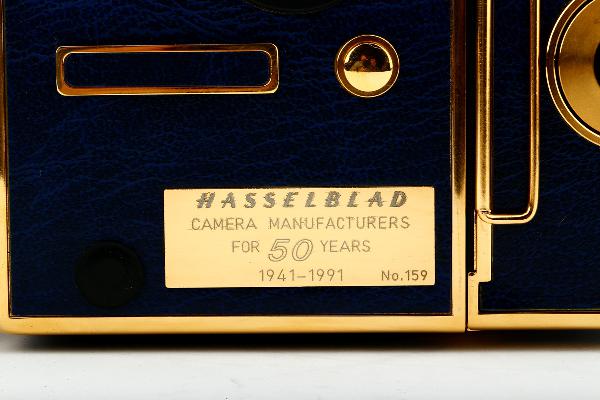 HASSELBLAD
CAMERA MANUFACTURERS
FOR 50 YEARS
1941-1991 No.159